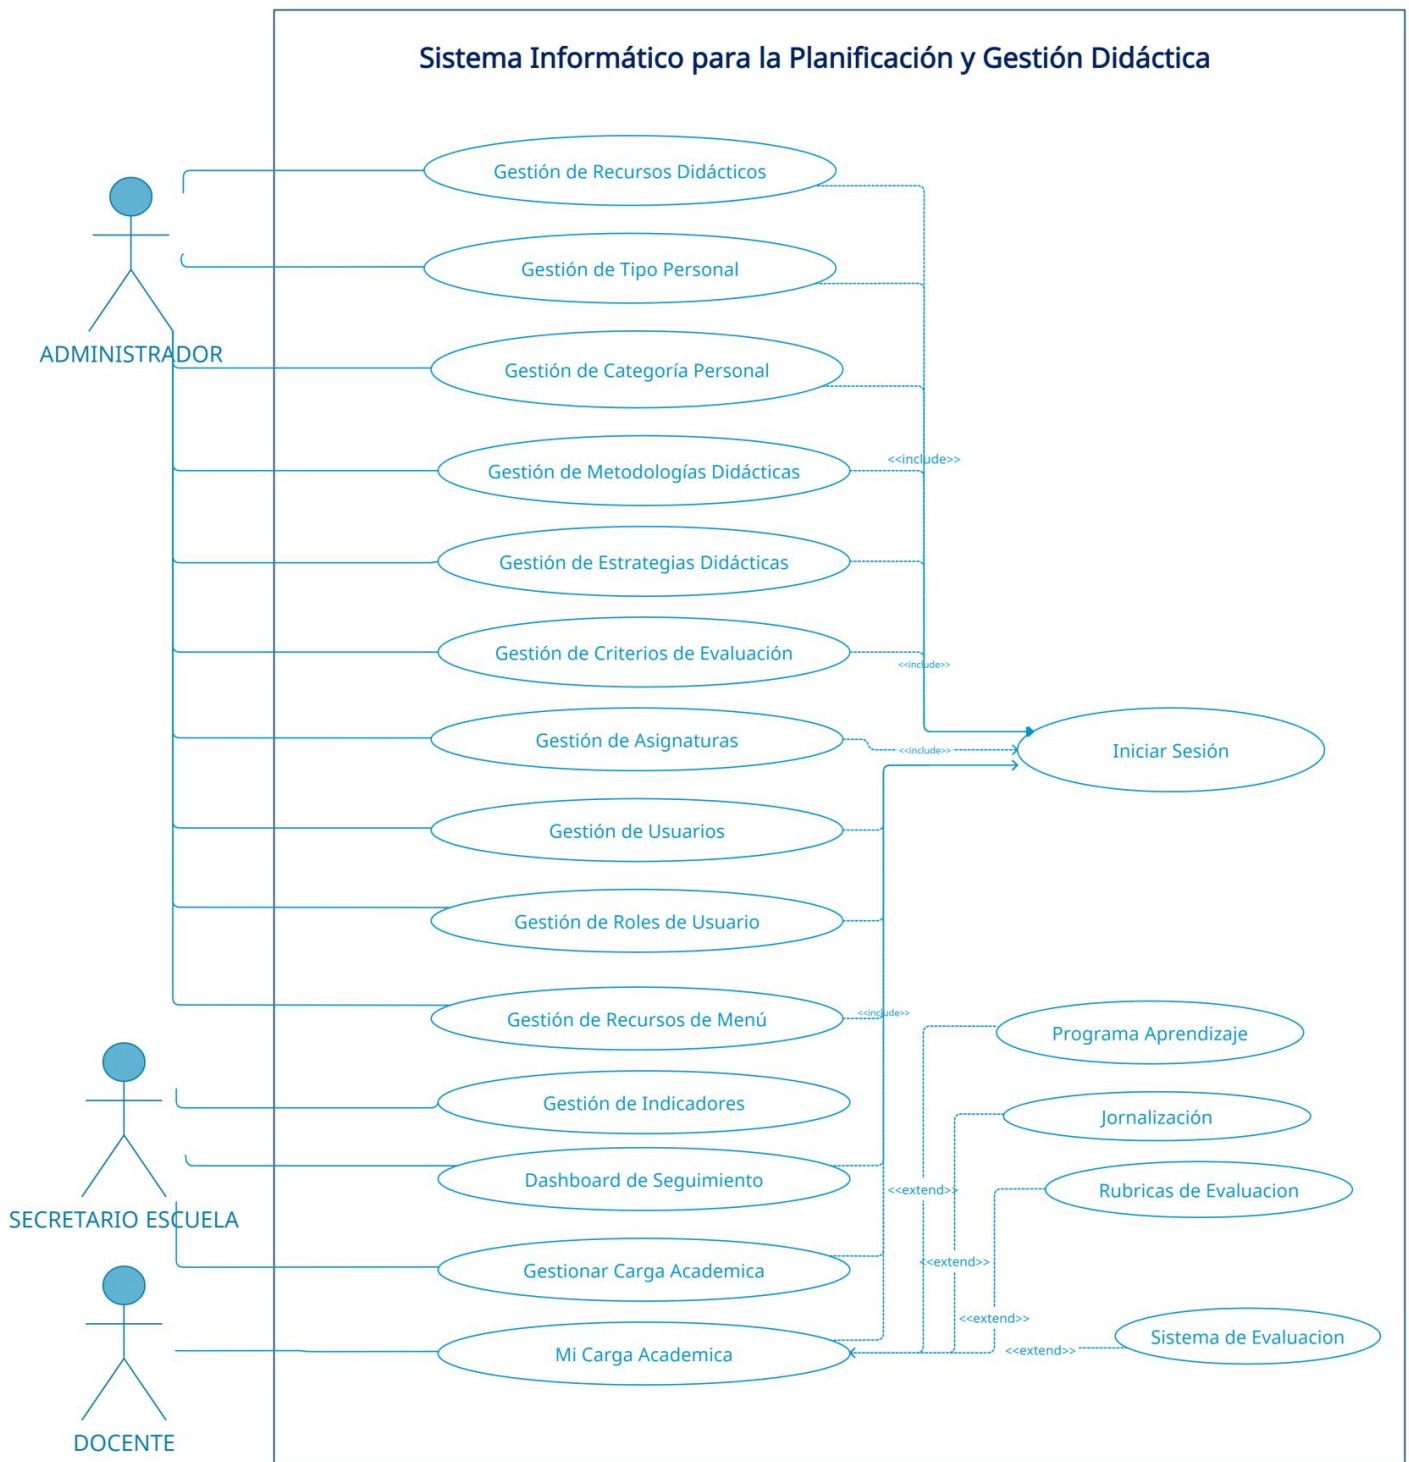 Sistema Informático para la Planificación y Gestión Didáctica
Gestión de Recursos Didácticos
Gestión de Tipo Personal
ADMINISTRADOR
Gestión de Categoría Personal
<<include>>
Gestión de Metodologías Didácticas
Gestión de Estrategias Didácticas
Gestión de Criterios de Evaluación
<<include>>
Gestión de Asignaturas
<<include>>
Iniciar Sesión
Gestión de Usuarios
Gestión de Roles de Usuario
Gestión de Recursos de Menú
<<include>>
Programa Aprendizaje
Gestión de Indicadores
Jornalización
Dashboard de Seguimiento
<<extend>>
Rubricas de Evaluacion
SECRETARIO ESCUELA
Gestionar Carga Academica
<<extend>>
<<extend>>
Mi Carga Academica
<<extend>>
Sistema de Evaluacion
DOCENTE